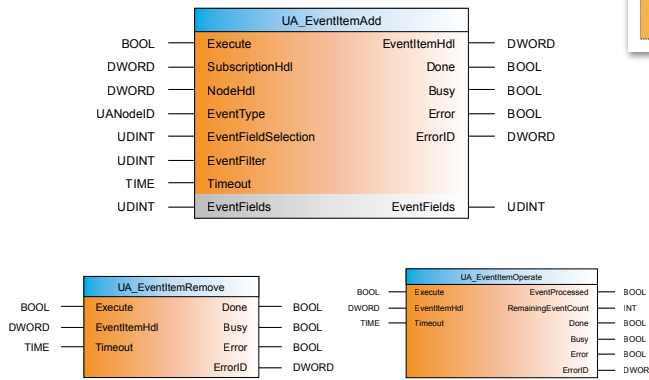 UA_EventItemAdd
BOOL Execute EventItemHdl DWORD
DWORD SubscriptionHdl Done BOOL
DWORD NodeHdl Busy BOOL
UANodeID EventType Error BOOL
UDINT EventFieldSelection ErrorID DWORD
UDINT EventFilter
TIME Timeout
UDINT EventFields EventFields UDINT
UA_EventItemRemove
BOOL Execute Done BOOL
DWORD EventItemHdl Busy BOOL
TIME Timeout Error BOOL
ErrorID DWORD
UA_EventItemOperate
BOOL Execute EventProcessed BOOL
DWORD EventItemHdl RemainingEventCount INT
TIME Timeout Done BOOL
Busy BOOL
Error BOOL
ErrorID DWOR